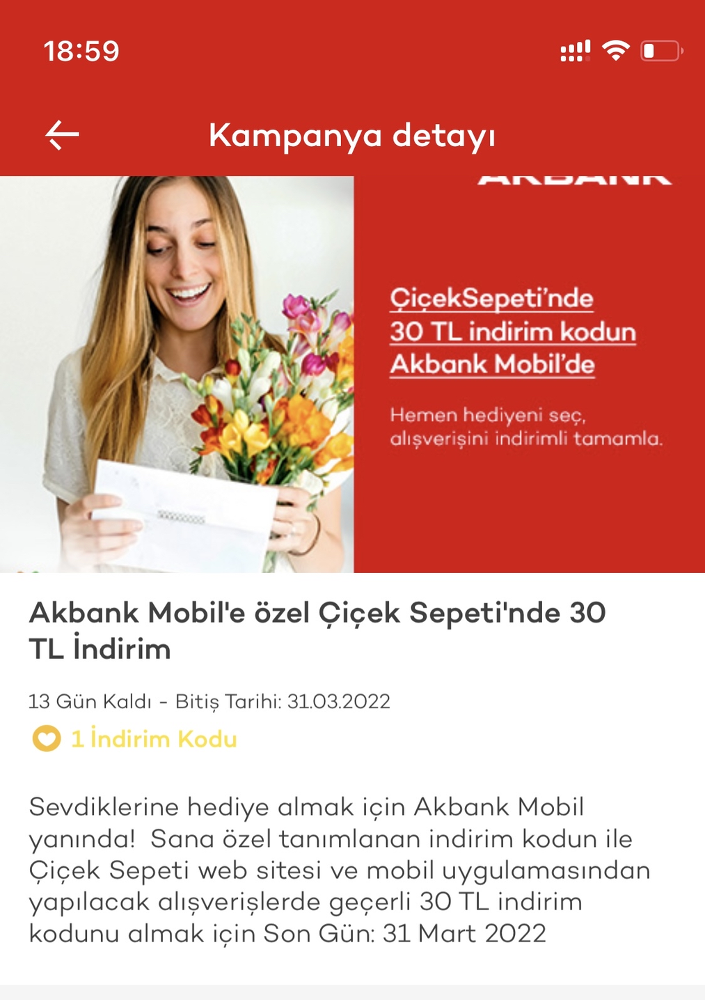 18:59
Kampanya detayı
AKBANK
ÇiçekSepeti'nde
30 TL indirim kodun
Akbank Mobil'de
Hemen hediyeni seç,
alışverişini indirimli tamamla.
Akbank Mobil'e özel Çiçek Sepeti'nde 30
TL İndirim
13 Gün Kaldı - Bitiş Tarihi: 31.03.2022
1 İndirim Kodu
Sevdiklerine hediye almak için Akbank Mobil
yanında!  Sana özel tanımlanan indirim kodun ile
Çiçek Sepeti web sitesi ve mobil uygulamasından
yapılacak alışverişlerde geçerli 30 TL indirim
kodunu almak için Son Gün: 31 Mart 2022